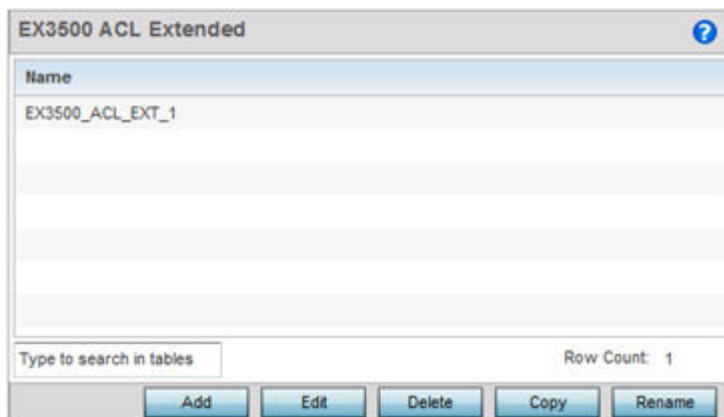 EX3500 ACL Extended
?
Name
EX3500_ACL_EXT_1
Type to search in tables
Row Count: 1
Add Edit Delete Copy Rename